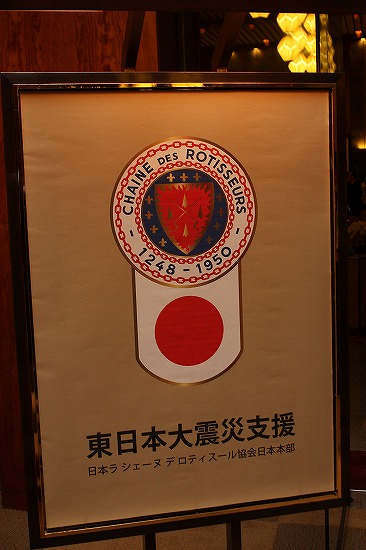 CHAINE DES ROTISSEURS
- 1248 - 1950 -
東日本大震災支援
日本ラ シェーヌ デ ロティスール協会日本本部